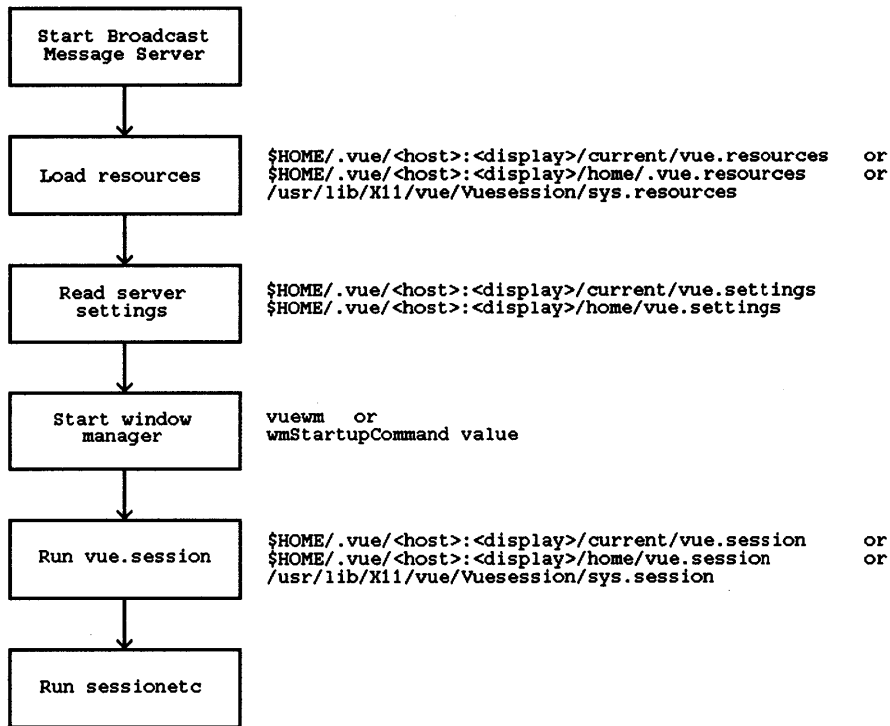 Start Broadcast
Message Server
Load resources
$HOME/.vue/<host>:<display>/current/vue.resources or
$HOME/.vue/<host>:<display>/home/.vue.resources or
/usr/lib/X11/vue/Vuesession/sys.resources
Read server
settings
$HOME/.vue/<host>:<display>/current/vue.settings
$HOME/.vue/<host>:<display>/home/vue.settings
Start window
manager
vuewm or
wmStartupCommand value
Run vue.session
$HOME/.vue/<host>:<display>/current/vue.session or
$HOME/.vue/<host>:<display>/home/vue.session or
/usr/lib/X11/vue/Vuesession/sys.session
Run sessionetc